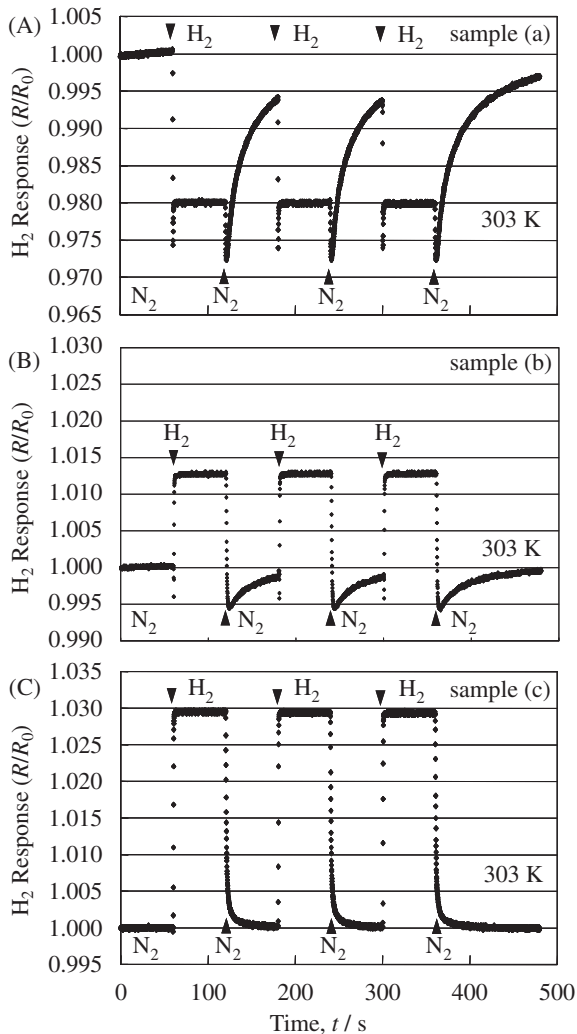 (A)
H₂ H₂ H₂ sample (a)
1.005
1.000
0.995
0.990
0.985
0.980
0.975
0.970
0.965
H₂ Response (R/R₀)
303 K
N₂ N₂ N₂ N₂
(B)
sample (b)
1.030
1.025
1.020
1.015
1.010
1.005
1.000
0.995
0.990
H₂ Response (R/R₀)
H₂ H₂ H₂
303 K
N₂ N₂ N₂ N₂
(C)
H₂ H₂ H₂ sample (c)
1.035
1.030
1.025
1.020
1.015
1.010
1.005
1.000
0.995
H₂ Response (R/R₀)
303 K
N₂ N₂ N₂ N₂
0 100 200 300 400 500
Time, t / s